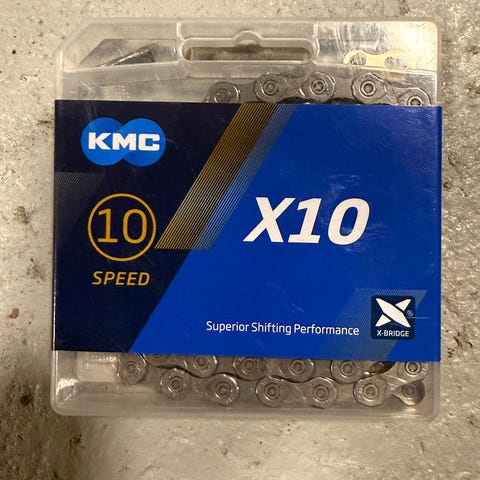 KMC
10
SPEED
X10
Superior Shifting Performance
X-BRIDGE
®